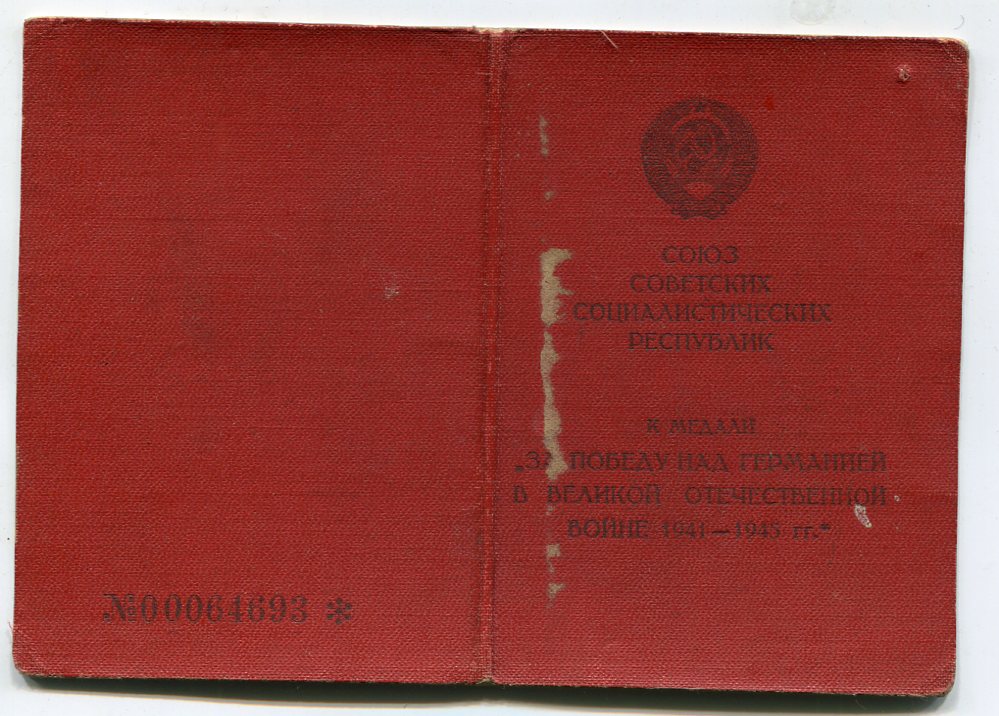 СОЮЗ
СОВЕТСКИХ
СОЦИАЛИСТИЧЕСКИХ
РЕСПУБЛИК
К МЕДАЛИ
„ЗА ПОБЕДУ НАД ГЕРМАНИЕЙ
В ВЕЛИКОЙ ОТЕЧЕСТВЕННОЙ
ВОЙНЕ 1941—1945 гг.“
№00064693 *